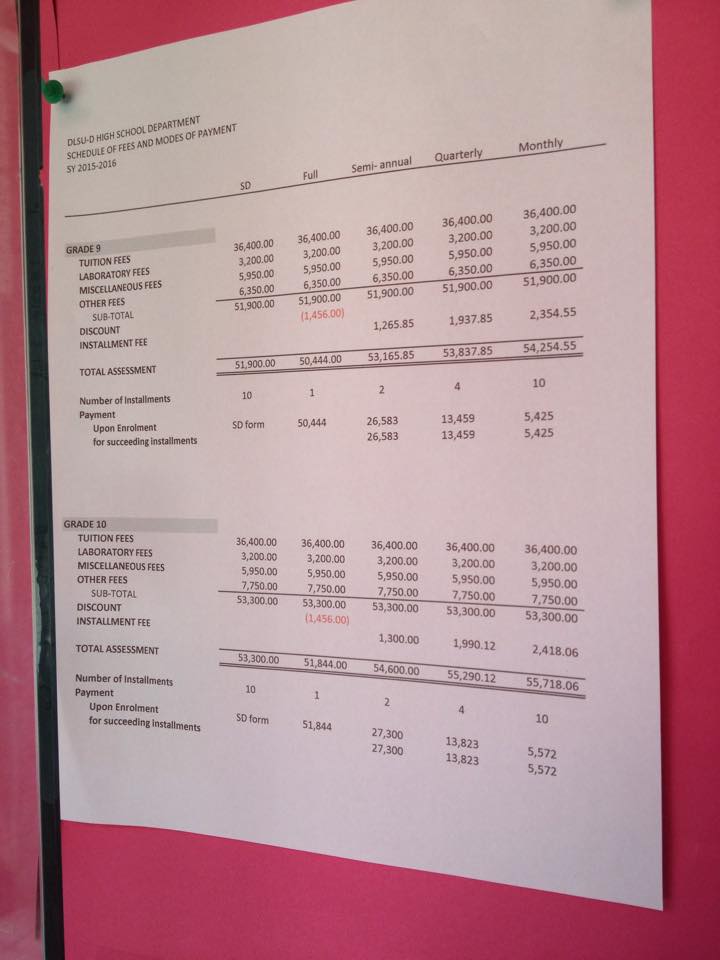 DLSU-D HIGH SCHOOL DEPARTMENT
SCHEDULE OF FEES AND MODES OF PAYMENT
SY 2015-2016
SD Full Semi- annual Quarterly Monthly
GRADE 9
TUITION FEES 36,400.00 36,400.00 36,400.00 36,400.00 36,400.00
LABORATORY FEES 3,200.00 3,200.00 3,200.00 3,200.00 3,200.00
MISCELLANEOUS FEES 5,950.00 5,950.00 5,950.00 5,950.00 5,950.00
OTHER FEES 6,350.00 6,350.00 6,350.00 6,350.00 6,350.00
SUB-TOTAL 51,900.00 51,900.00 51,900.00 51,900.00 51,900.00
DISCOUNT (1,456.00)
INSTALLMENT FEE 1,265.85 1,937.85 2,354.55
TOTAL ASSESSMENT 51,900.00 50,444.00 53,165.85 53,837.85 54,254.55
Number of Installments 10 1 2 4 10
Payment
Upon Enrolment SD form 50,444 26,583 13,459 5,425
for succeeding installments 26,583 13,459 5,425
GRADE 10
TUITION FEES 36,400.00 36,400.00 36,400.00 36,400.00 36,400.00
LABORATORY FEES 3,200.00 3,200.00 3,200.00 3,200.00 3,200.00
MISCELLANEOUS FEES 5,950.00 5,950.00 5,950.00 5,950.00 5,950.00
OTHER FEES 7,750.00 7,750.00 7,750.00 7,750.00 7,750.00
SUB-TOTAL 53,300.00 53,300.00 53,300.00 53,300.00 53,300.00
DISCOUNT (1,456.00)
INSTALLMENT FEE 1,300.00 1,990.12 2,418.06
TOTAL ASSESSMENT 53,300.00 51,844.00 54,600.00 55,290.12 55,718.06
Number of Installments 10 1 2 4 10
Payment
Upon Enrolment SD form 51,844 27,300 13,823 5,572
for succeeding installments 27,300 13,823 5,572